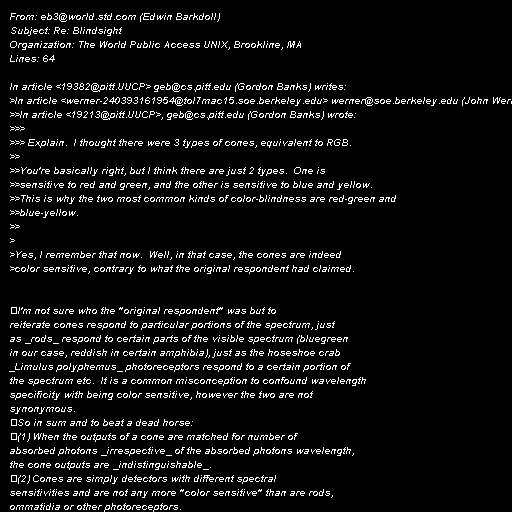 From: eb3@world.std.com (Edwin Barkdoll)
Subject: Re: Blindsight
Organization: The World Public Access UNIX, Brookline, MA
Lines: 64

In article <19382@pitt.UUCP> geb@cs.pitt.edu (Gordon Banks) writes:
>In article <werner-240393161954@tol7mac15.soe.berkeley.edu> werner@soe.berkeley.edu (John Wer
>>In article <19213@pitt.UUCP>, geb@cs.pitt.edu (Gordon Banks) wrote:
>>>
>>> Explain.  I thought there were 3 types of cones, equivalent to RGB.
>>
>>You're basically right, but I think there are just 2 types.  One is
>>sensitive to red and green, and the other is sensitive to blue and yellow.
>>This is why the two most common kinds of color-blindness are red-green and
>>blue-yellow.
>>
>
>Yes, I remember that now.  Well, in that case, the cones are indeed
>color sensitive, contrary to what the original respondent had claimed.

I'm not sure who the "original respondent" was but to
reiterate cones respond to particular portions of the spectrum, just
as _rods_ respond to certain parts of the visible spectrum (bluegreen
in our case, reddish in certain amphibia), just as the hoseshoe crab
_Limulus polyphemus_ photoreceptors respond to a certain portion of
the spectrum etc.  It is a common misconception to confound wavelength
specificity with being color sensitive, however the two are not
synonymous.
So in sum and to beat a dead horse:
(1) When the outputs of a cone are matched for number of
absorbed photons _irrespective_ of the absorbed photons wavelength,
the cone outputs are _indistinguishable_.
(2) Cones are simply detectors with different spectral
sensitivities and are not any more "color sensitive" than are rods,
ommatidia or other photoreceptors.